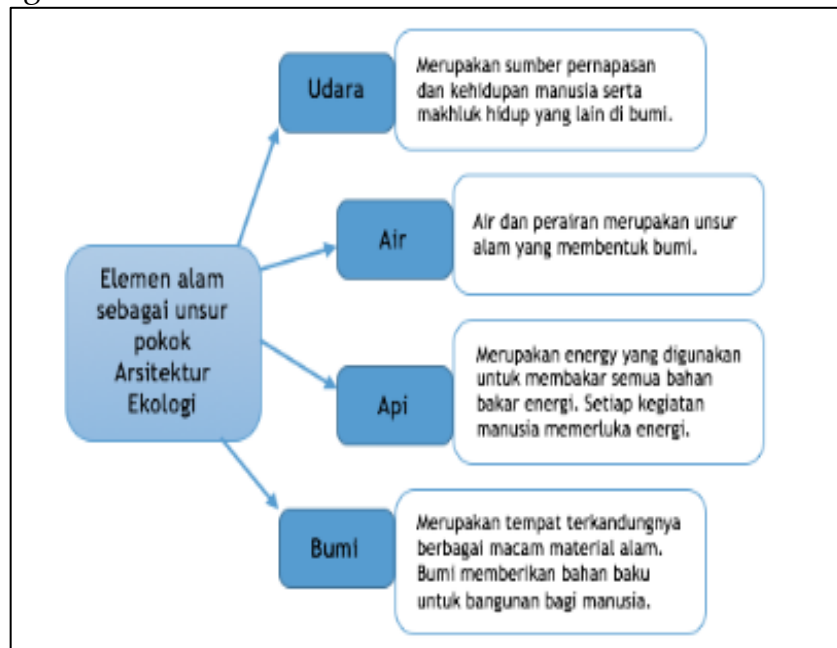 Udara
Merupakan sumber pernapasan
dan kehidupan manusia serta
makhluk hidup yang lain di bumi.
Air
Air dan perairan merupakan unsur
alam yang membentuk bumi.
Elemen alam
sebagai unsur
pokok
Arsitektur
Ekologi
Api
Merupakan energy yang digunakan
untuk membakar semua bahan
bakar energi. Setiap kegiatan
manusia memerluka energi.
Bumi
Merupakan tempat terkandungnya
berbagai macam material alam.
Bumi memberikan bahan baku
untuk bangunan bagi manusia.